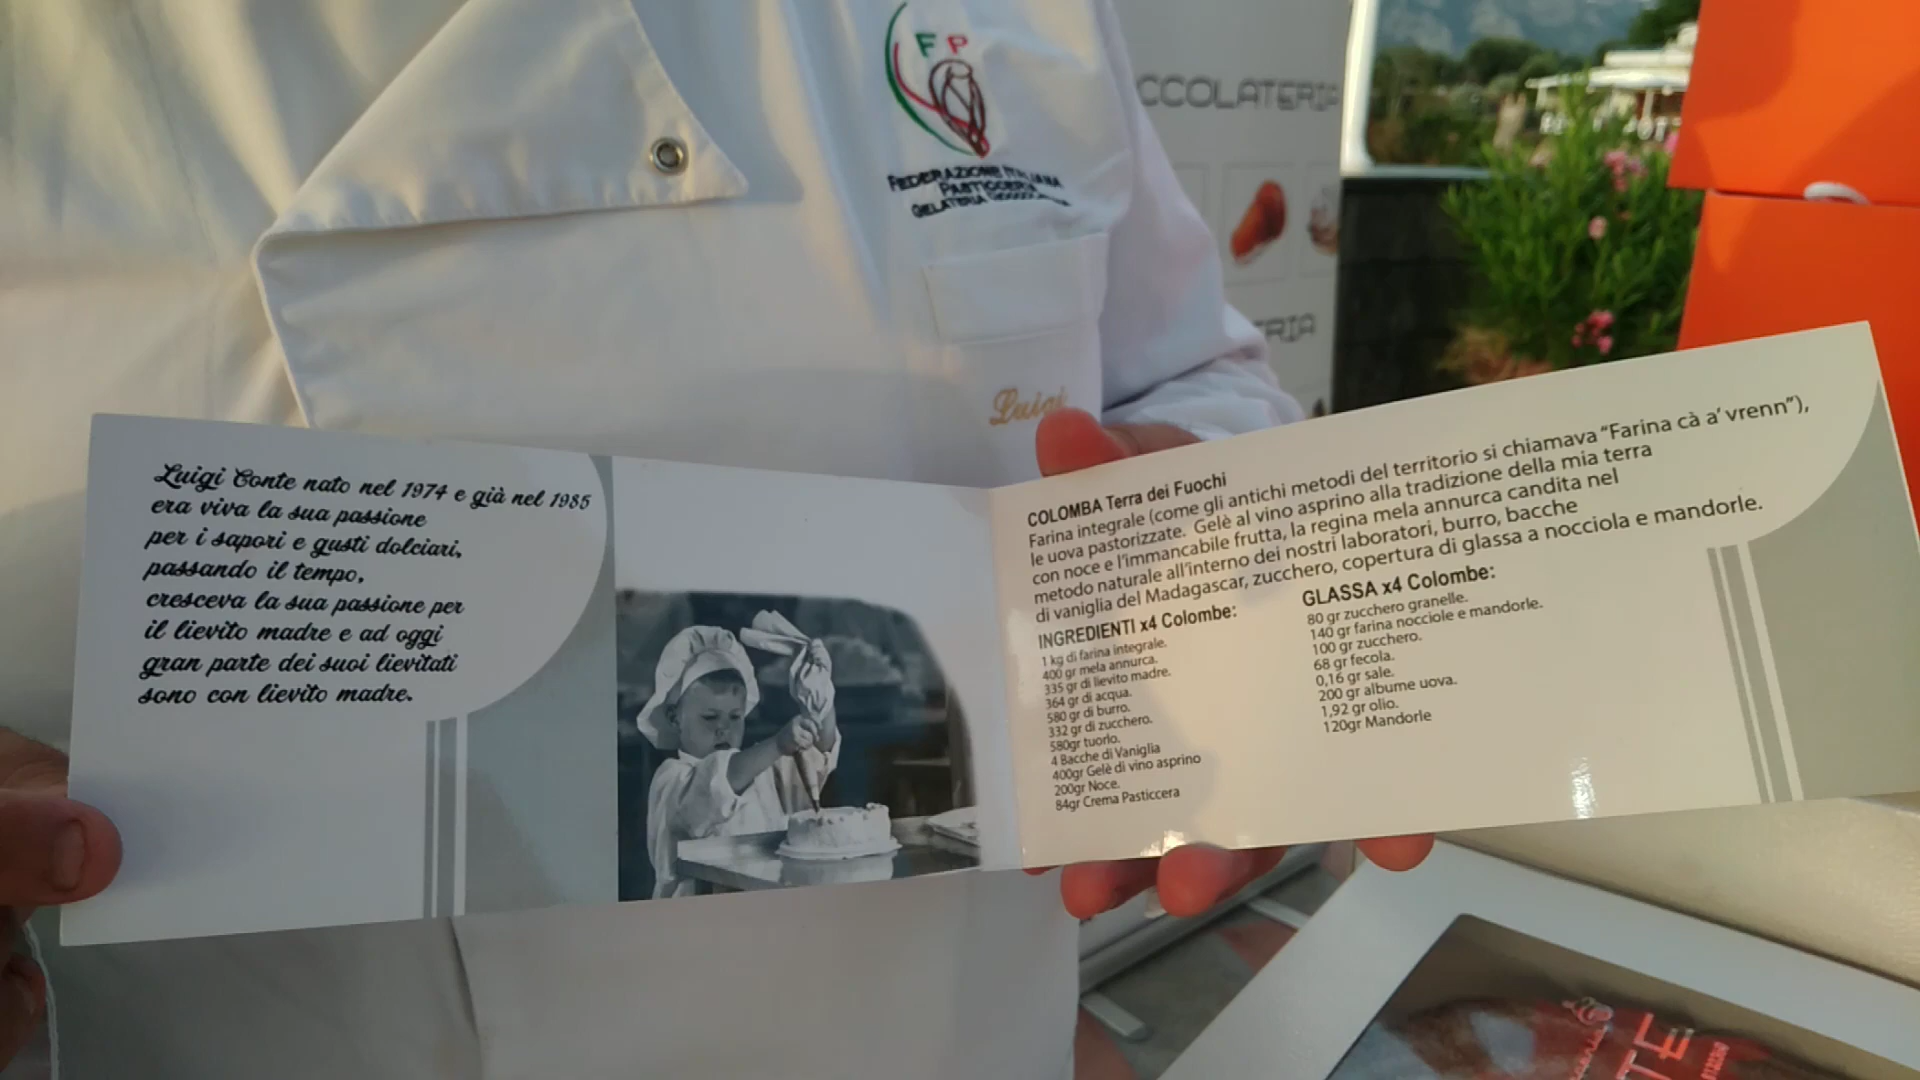 F P
FEDERAZIONE ITALIANA
PASTICCERIA
GELATERIA
CCOLATERIA
Luigi
Luigi Conte nato nel 1974 e già nel 1985
era viva la sua passione
per i sapori e gusti dolciari,
passando il tempo,
cresceva la sua passione per
il lievito madre e ad oggi
gran parte dei suoi lievitati
sono con lievito madre.
COLOMBA Terra dei Fuochi
Farina integrale (come gli antichi metodi del territorio si chiamava "Farina cà a' vrenn"),
le uova pastorizzate. Gelè al vino asprino alla tradizione della mia terra
con noce e l'immancabile frutta, la regina mela annurca candita nel
metodo naturale all'interno dei nostri laboratori, burro, bacche
di vaniglia del Madagascar, zucchero, copertura di glassa a nocciola e mandorle.
INGREDIENTI x4 Colombe:
1 kg di farina integrale.
400 gr mela annurca.
335 gr di lievito madre.
364 gr di acqua.
580 gr di burro.
332 gr di zucchero.
580gr tuorlo.
4 Bacche di Vaniglia
400gr Gelè di vino asprino
200gr Noce.
84gr Crema Pasticcera
GLASSA x4 Colombe:
80 gr zucchero granelle.
140 gr farina nocciole e mandorle.
100 gr zucchero.
68 gr fecola.
0,16 gr sale.
200 gr albume uova.
1,92 gr olio.
120gr Mandorle